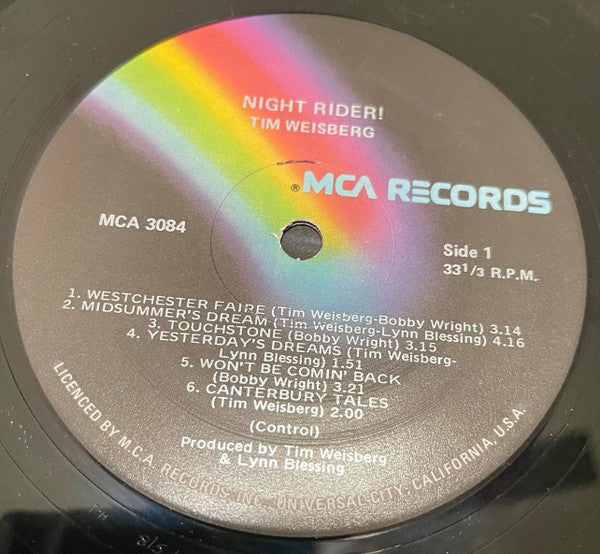 NIGHT RIDER!
TIM WEISBERG
®MCA RECORDS
MCA 3084
Side 1
33 1/3 R.P.M.
1. WESTCHESTER FAIRE (Tim Weisberg-Bobby Wright) 3.14
2. MIDSUMMER'S DREAM (Tim Weisberg-Lynn Blessing) 4.16
3. TOUCHSTONE (Bobby Wright) 3.15
4. YESTERDAY'S DREAMS (Tim Weisberg-
Lynn Blessing) 1.51
5. WON'T BE COMIN' BACK
(Bobby Wright) 3.21
6. CANTERBURY TALES
(Tim Weisberg) 2.00
(Control)
Produced by Tim Weisberg
& Lynn Blessing
LICENCED BY M.C.A. RECORDS, INC., UNIVERSAL CITY, CALIFORNIA, U.S.A.